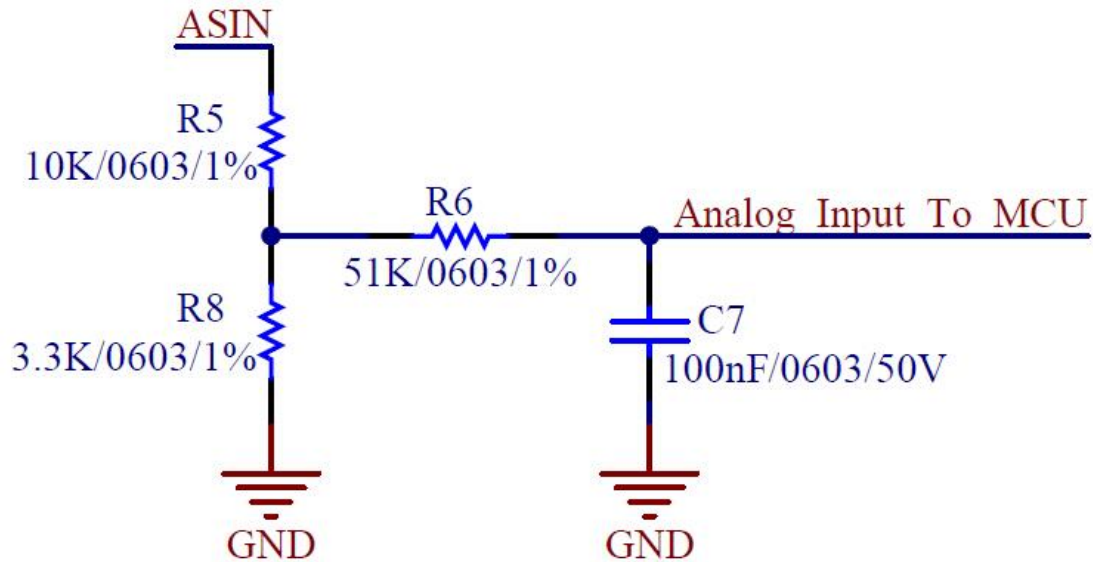 ASIN
R5
10K/0603/1%
R6
Analog Input To MCU
51K/0603/1%
R8
3.3K/0603/1%
C7
100nF/0603/50V
GND
GND